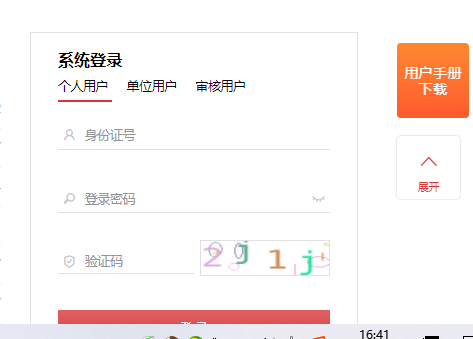 系统登录
个人用户 单位用户 审核用户
身份证号
登录密码
验证码
用户手册
下载
展开
16:41